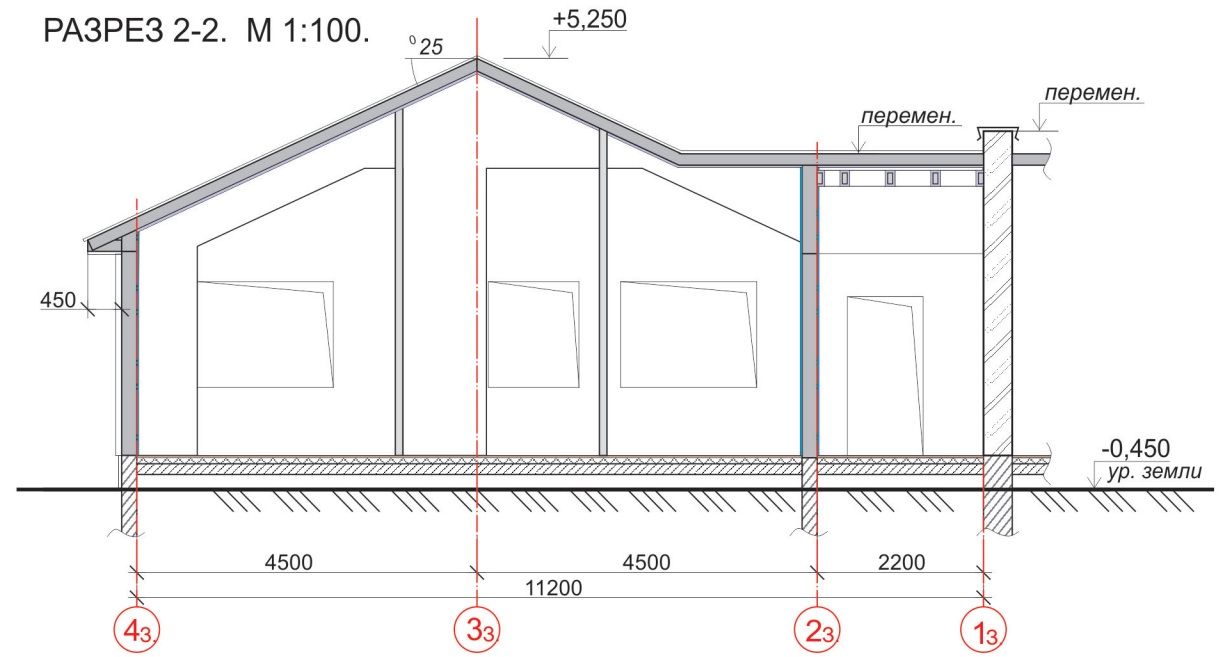 РАЗРЕЗ 2-2. М 1:100.
+5,250
⁰25
перемен.
перемен.
450
-0,450
ур. земли
4500
4500
2200
11200
4з.
3з.
2з.
1з.